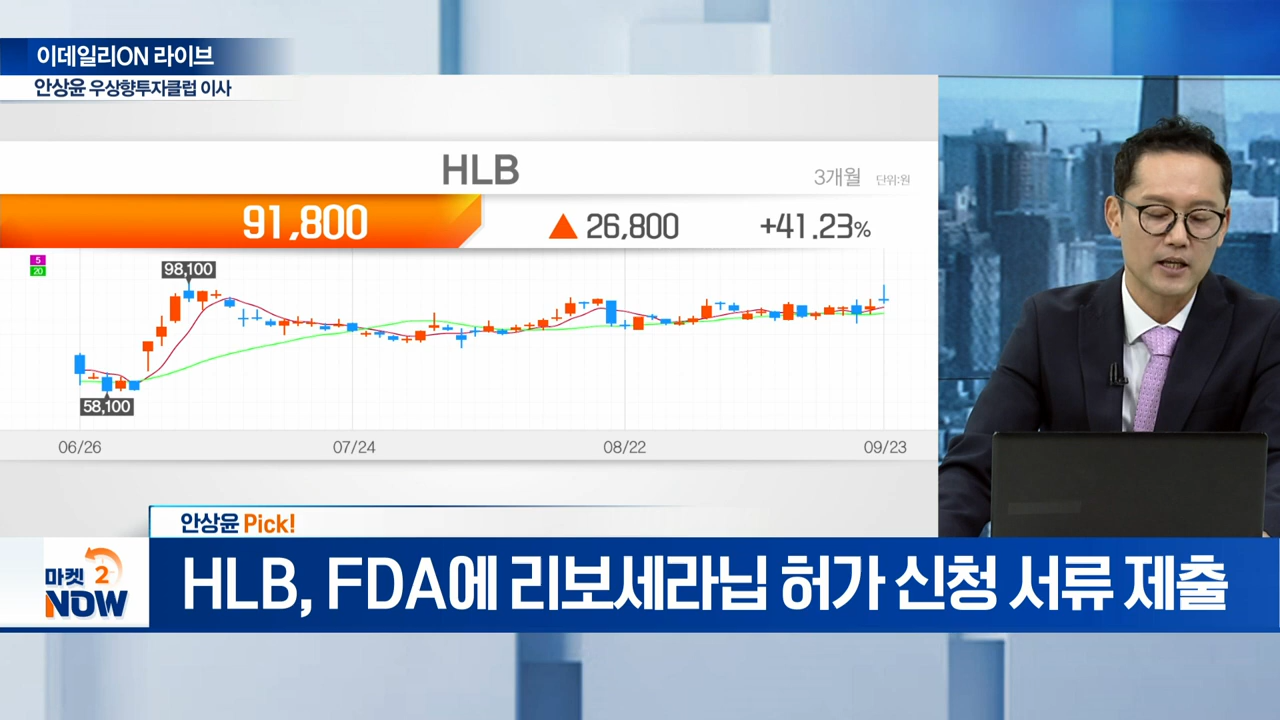 이데일리ON 라이브
안상윤 우상향투자클럽 이사
HLB
3개월 단위:원
91,800 ▲ 26,800 +41.23%
5
20
98,100
58,100
06/26 07/24 08/22 09/23
안상윤 Pick!
마켓 2
NOW
HLB, FDA에 리보세라닙 허가 신청 서류 제출